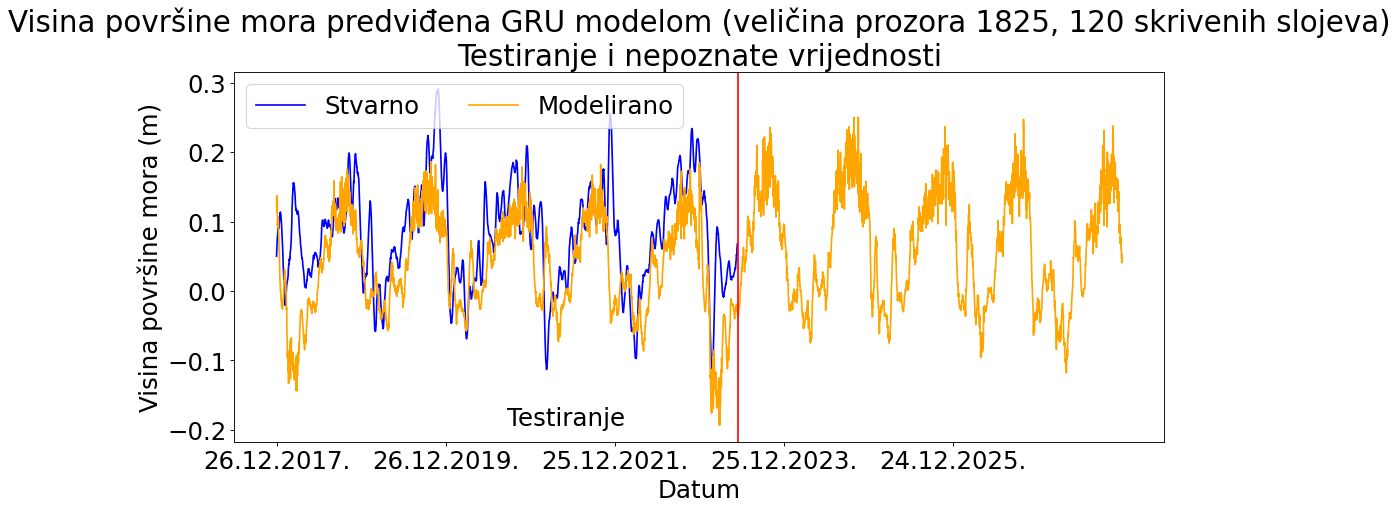 Visina površine mora predviđena GRU modelom (veličina prozora 1825, 120 skrivenih slojeva)
Testiranje i nepoznate vrijednosti
Stvarno
Modelirano
Visina površine mora (m)
0.3
0.2
0.1
0.0
−0.1
−0.2
Testiranje
26.12.2017.
26.12.2019.
25.12.2021.
25.12.2023.
24.12.2025.
Datum